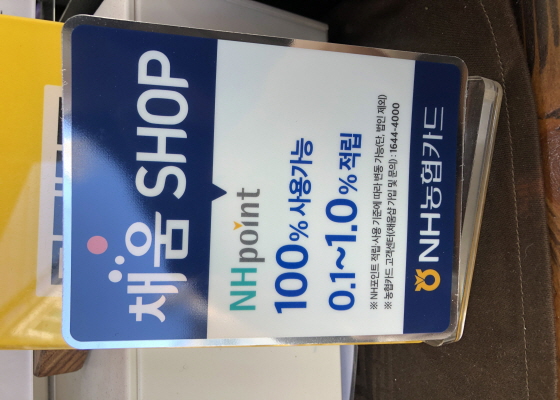 채움 SHOP
NHpoint
100% 사용가능
0.1~1.0% 적립
※ NH포인트 적립·사용 기준에 따라 변동 가능(단, 법인 제외)
※ 농협카드 고객센터(채움샵 가입 및 문의) : 1644-4000
NH농협카드